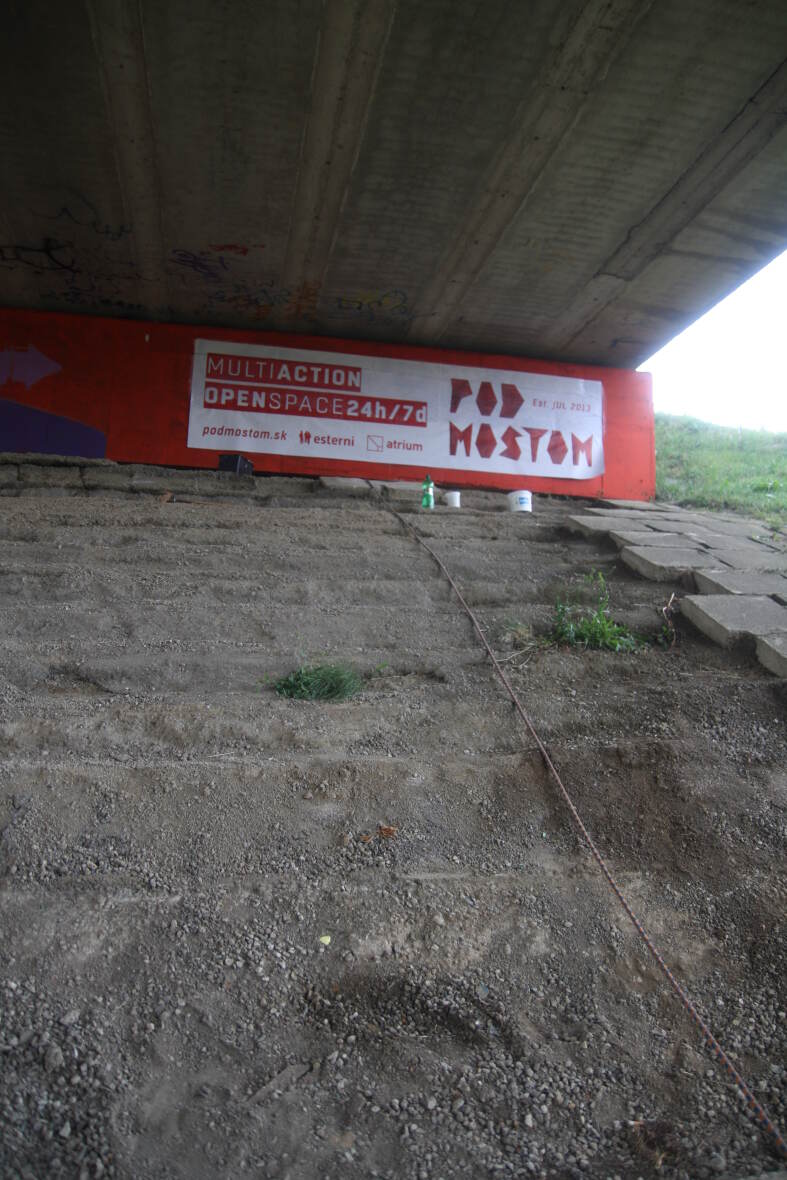 MULTIACTION
OPENSPACE24h/7d
podmostom.sk esterni atrium
POD
Est. JUL 2013
MOSTOM